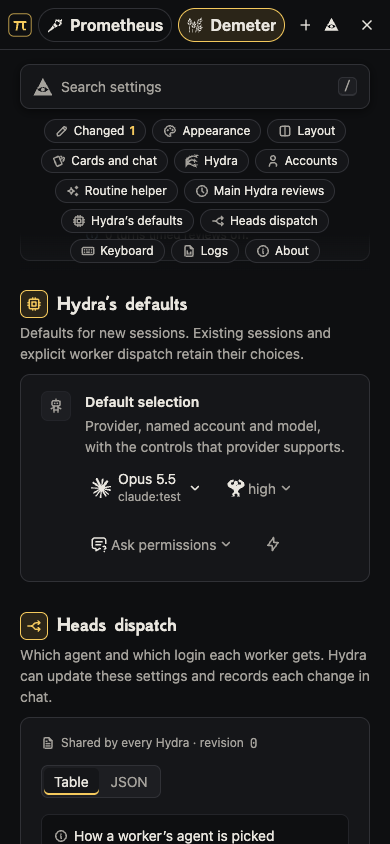 π Prometheus Demeter
Search settings /
Changed 1 Appearance Layout
Cards and chat Hydra Accounts
Routine helper Main Hydra reviews
Hydra's defaults Heads dispatch
Keyboard Logs About
Hydra's defaults
Defaults for new sessions. Existing sessions and
explicit worker dispatch retain their choices.
Default selection
Provider, named account and model,
with the controls that provider supports.
Opus 5.5
claude:test
high
Ask permissions
Heads dispatch
Which agent and which login each worker gets. Hydra
can update these settings and records each change in
chat.
Shared by every Hydra · revision 0
Table JSON
How a worker's agent is picked